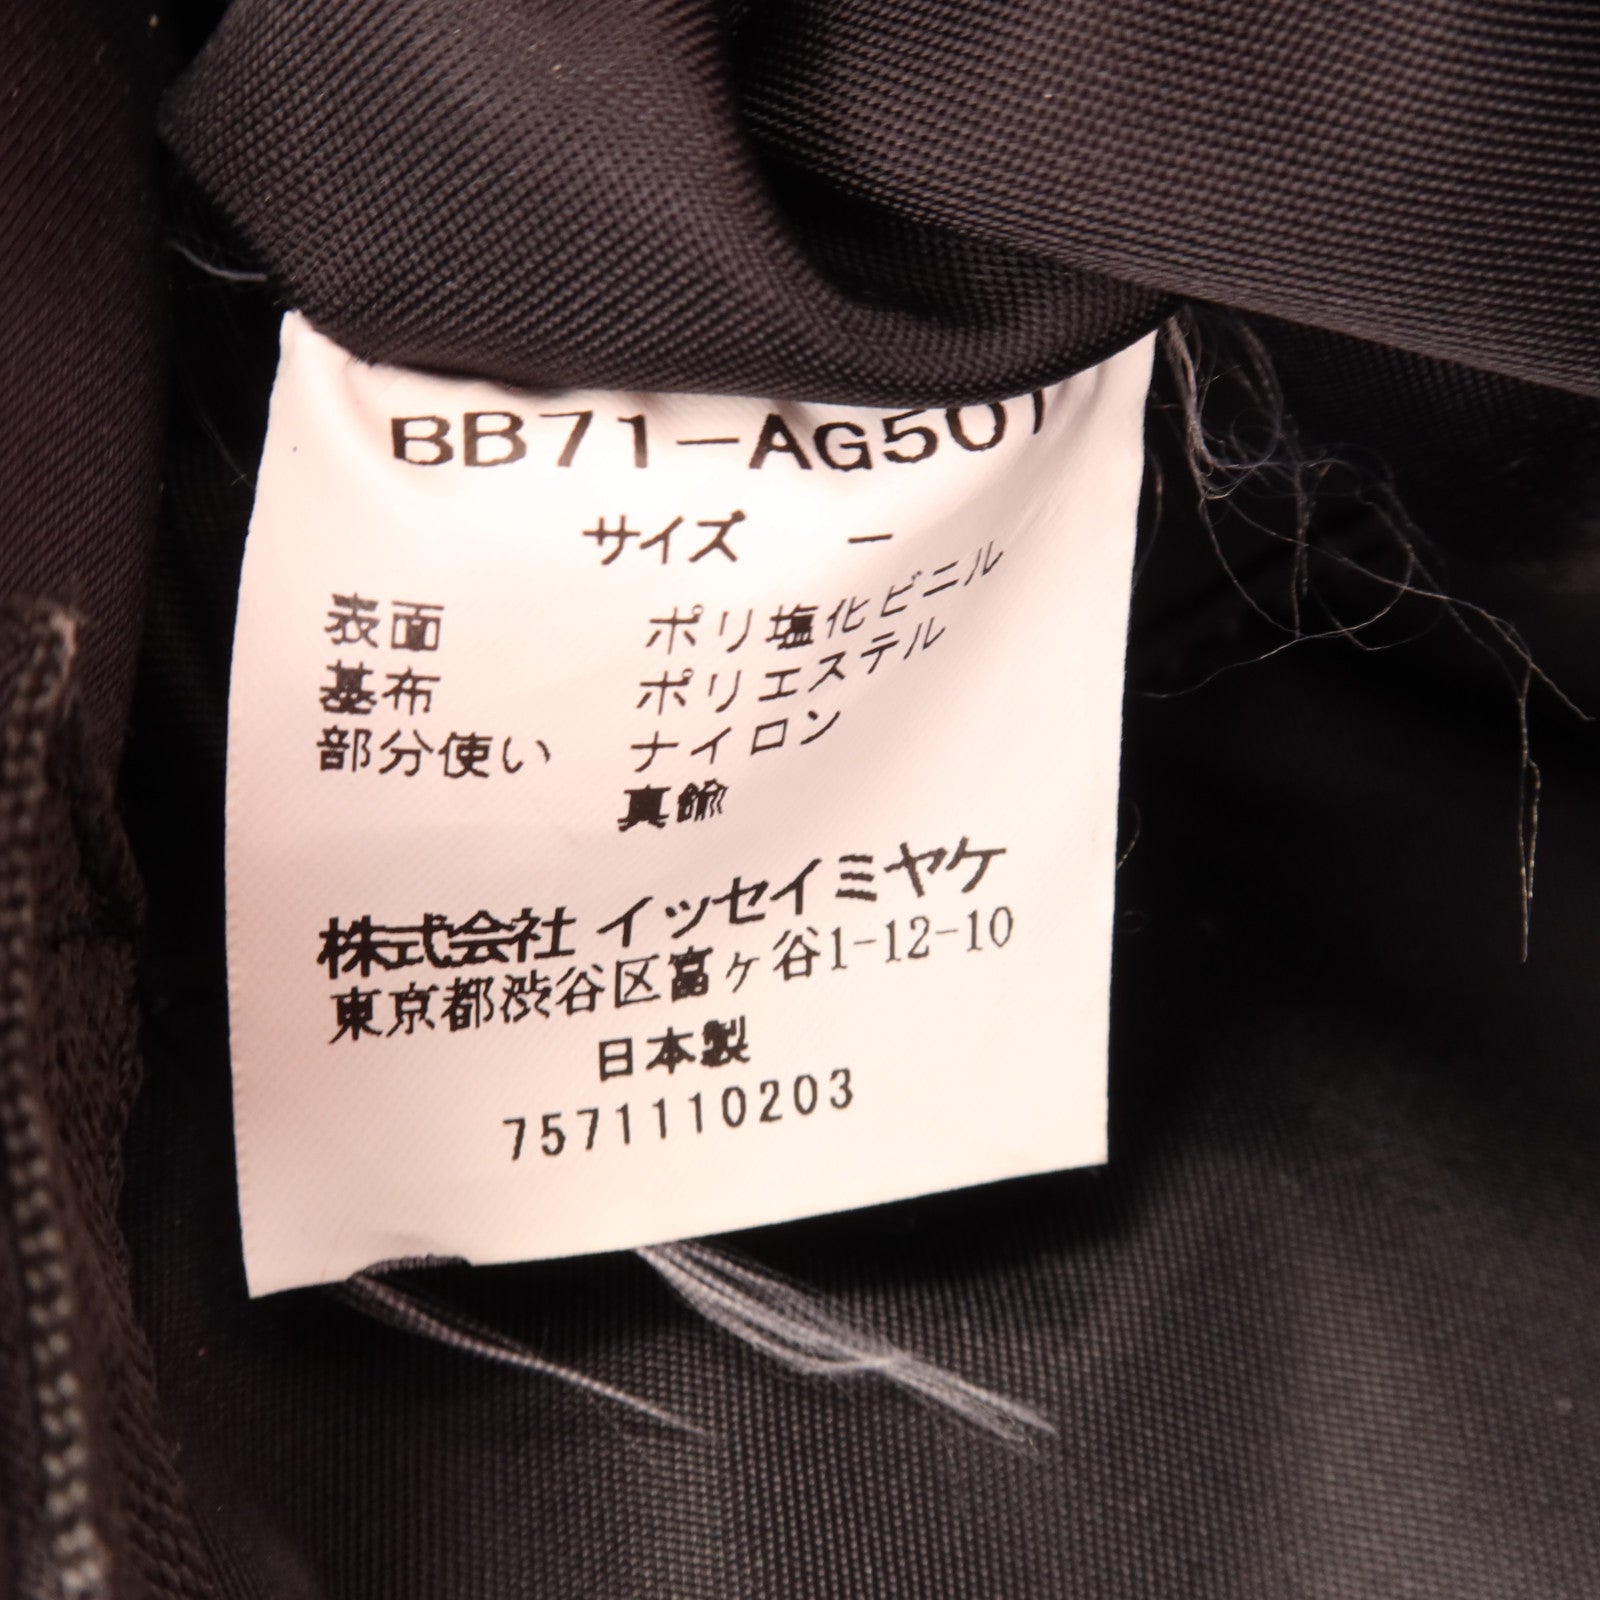 BB71-AG501
サイズ －
表面 ポリ塩化ビニル
基布 ポリエステル
部分使い ナイロン
真鍮
株式会社 イッセイミヤケ
東京都渋谷区富ヶ谷1-12-10
日本製
7571110203